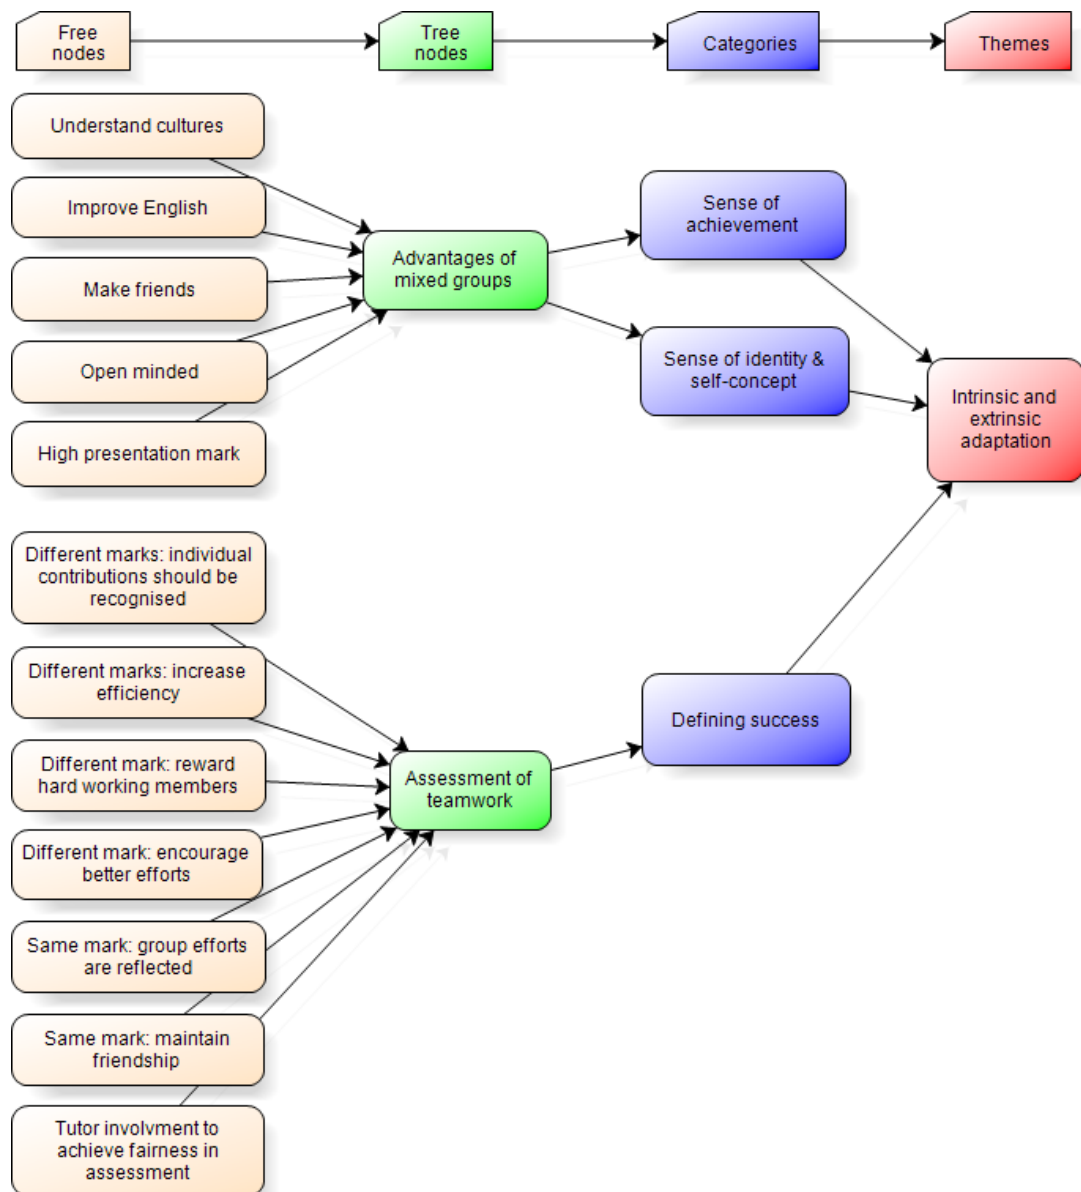 Free
nodes
Tree
nodes
Categories
Themes
Understand cultures
Improve English
Make friends
Open minded
High presentation mark
Advantages of
mixed groups
Sense of
achievement
Sense of identity &
self-concept
Intrinsic and
extrinsic
adaptation
Different marks: individual
contributions should be
recognised
Different marks: increase
efficiency
Different mark: reward
hard working members
Different mark: encourage
better efforts
Same mark: group efforts
are reflected
Same mark: maintain
friendship
Tutor involvment to
achieve fairness in
assessment
Assessment of
teamwork
Defining success